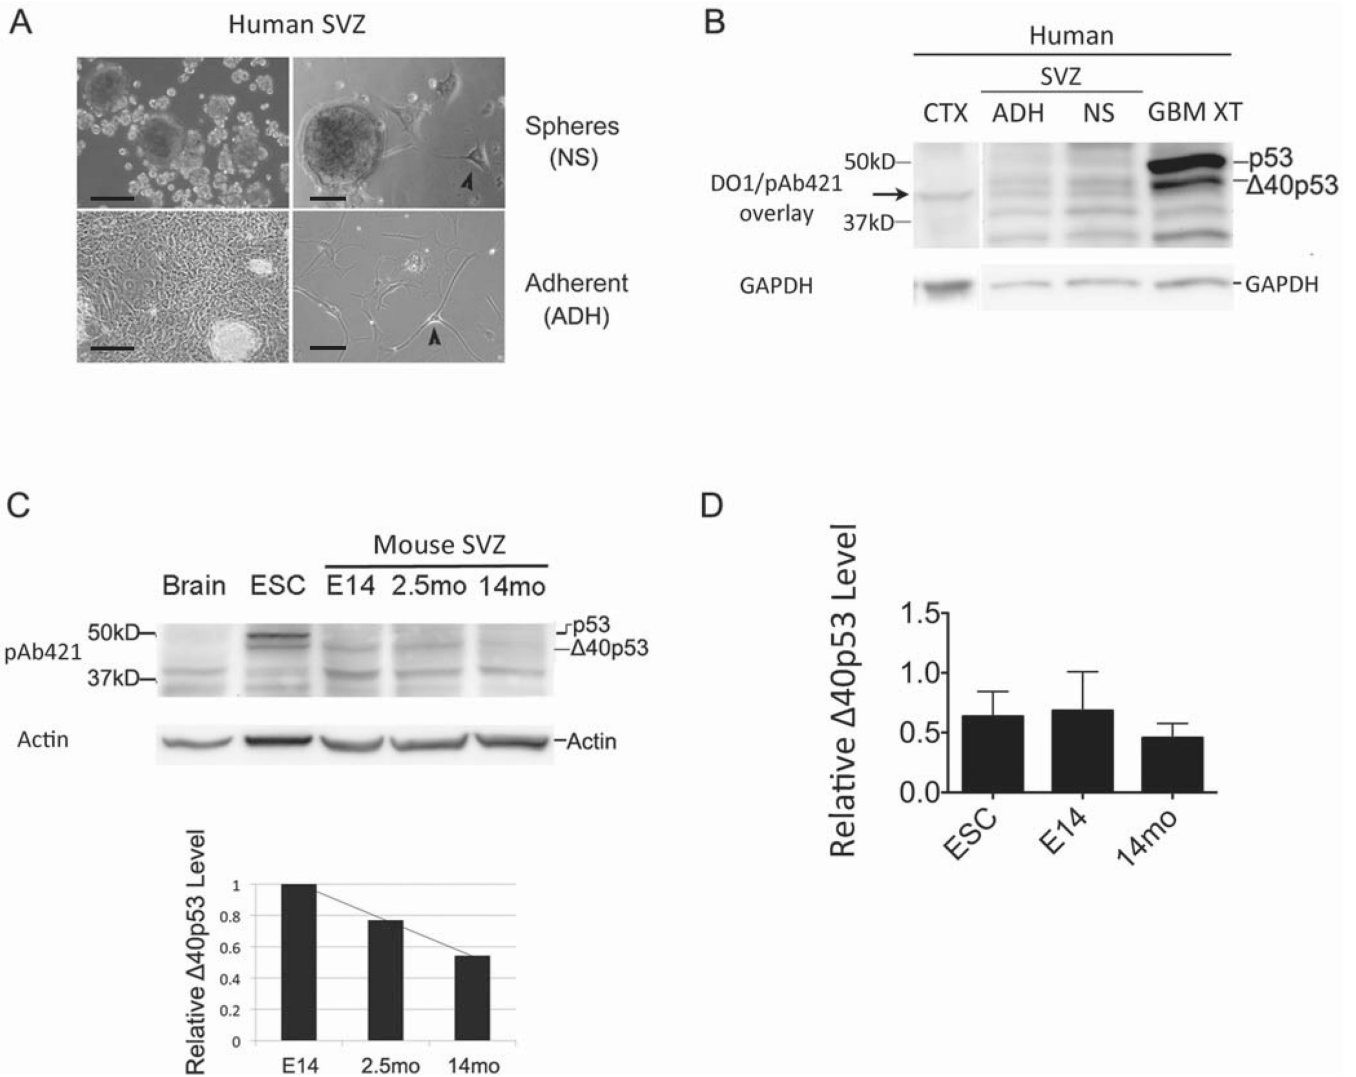 A
Human SVZ
Spheres
(NS)
Adherent
(ADH)
B
Human
SVZ
CTX ADH NS GBM XT
50kD
p53
DO1/pAb421
overlay
Δ40p53
37kD
GAPDH
GAPDH
C
Mouse SVZ
Brain ESC E14 2.5mo 14mo
50kD
p53
pAb421
Δ40p53
37kD
Actin
Actin
Relative Δ40p53 Level
1
0.8
0.6
0.4
0.2
0
E14 2.5mo 14mo
D
Relative Δ40p53 Level
1.5
1.0
0.5
0.0
ESC E14 14mo